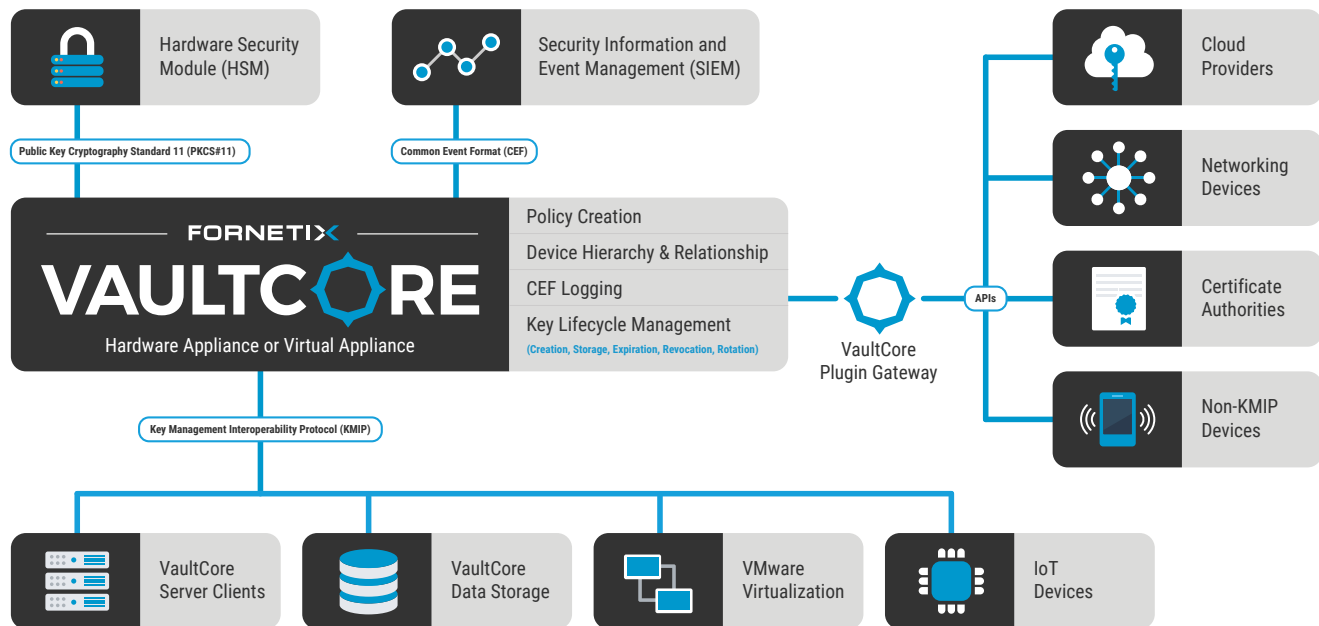 Hardware Security
Module (HSM)
Security Information and
Event Management (SIEM)
Cloud
Providers
Public Key Cryptography Standard 11 (PKCS#11)
Common Event Format (CEF)
Networking
Devices
FORNETIX
VAULTCORE
Hardware Appliance or Virtual Appliance
Policy Creation
Device Hierarchy & Relationship
CEF Logging
Key Lifecycle Management
(Creation, Storage, Expiration, Revocation, Rotation)
VaultCore
Plugin Gateway
APIs
Certificate
Authorities
Non-KMIP
Devices
Key Management Interoperability Protocol (KMIP)
VaultCore
Server Clients
VaultCore
Data Storage
VMware
Virtualization
IoT
Devices